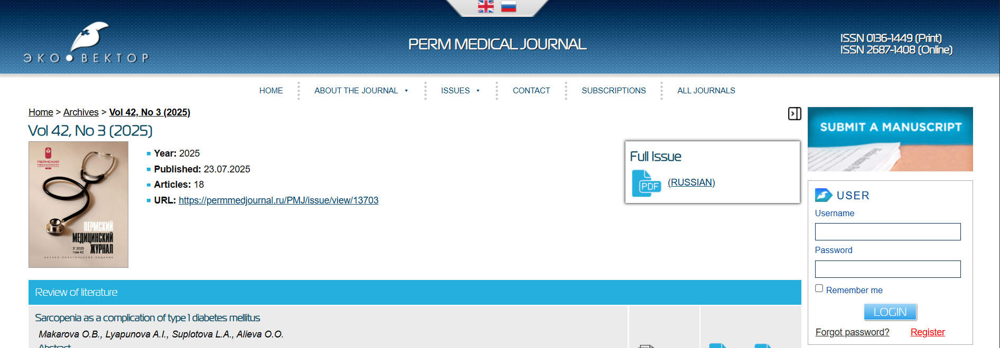 ЭКО ВЕКТОР
PERM MEDICAL JOURNAL
ISSN 0136-1449 (Print)
ISSN 2687-1408 (Online)
HOME
ABOUT THE JOURNAL
ISSUES
CONTACT
SUBSCRIPTIONS
ALL JOURNALS
Home > Archives > Vol 42, No 3 (2025)
Vol 42, No 3 (2025)
ПЕРМСКИЙ
МЕДИЦИНСКИЙ
ПЕРМСКИЙ
МЕДИЦИНСКИЙ
3' 2025 ЖУРНАЛ
ТОМ 42
НАУЧНО-ПРАКТИЧЕСКОЕ ИЗДАНИЕ
Year: 2025
Published: 23.07.2025
Articles: 18
URL: https://permmedjournal.ru/PMJ/issue/view/13703
Full Issue
PDF (RUSSIAN)
Review of literature
Sarcopenia as a complication of type 1 diabetes mellitus
Makarova O.B., Lyapunova A.I., Suplotova L.A., Alieva O.O.
Abstract
SUBMIT A MANUSCRIPT
USER
Username
Password
Remember me
LOGIN
Forgot password? Register